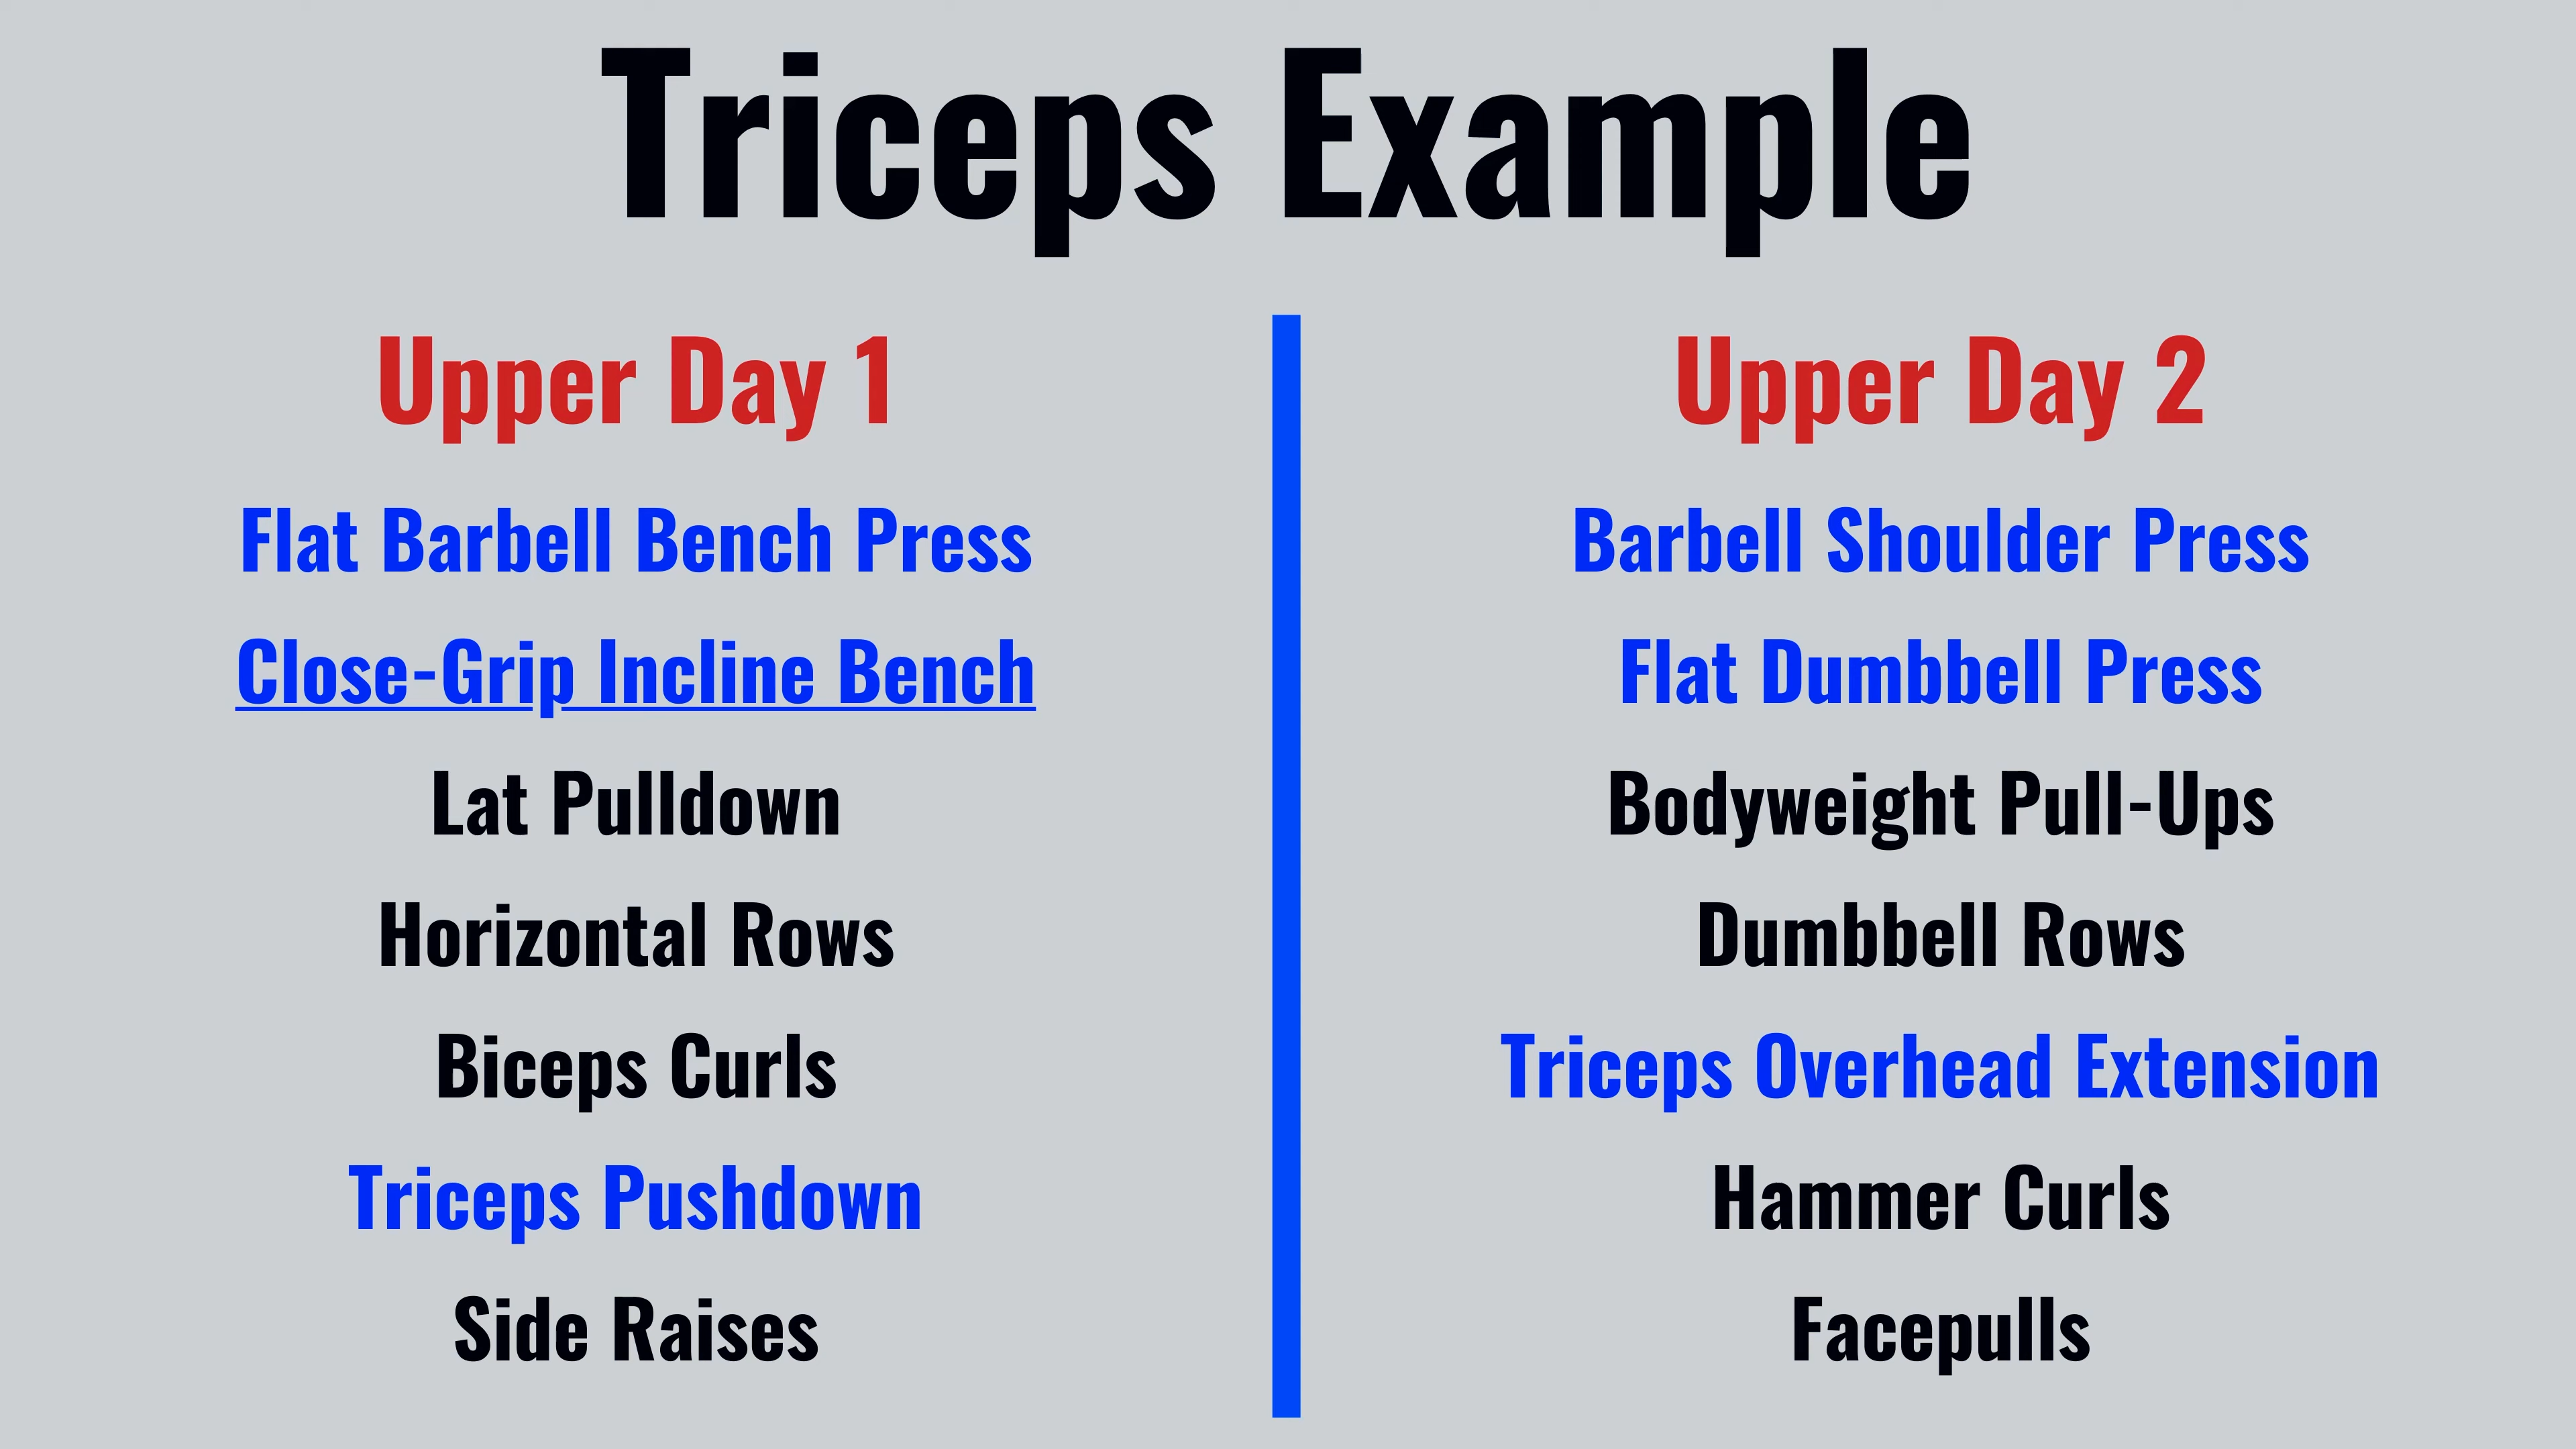 Triceps Example
Upper Day 1
Flat Barbell Bench Press
Close-Grip Incline Bench
Lat Pulldown
Horizontal Rows
Biceps Curls
Triceps Pushdown
Side Raises
Upper Day 2
Barbell Shoulder Press
Flat Dumbbell Press
Bodyweight Pull-Ups
Dumbbell Rows
Triceps Overhead Extension
Hammer Curls
Facepulls